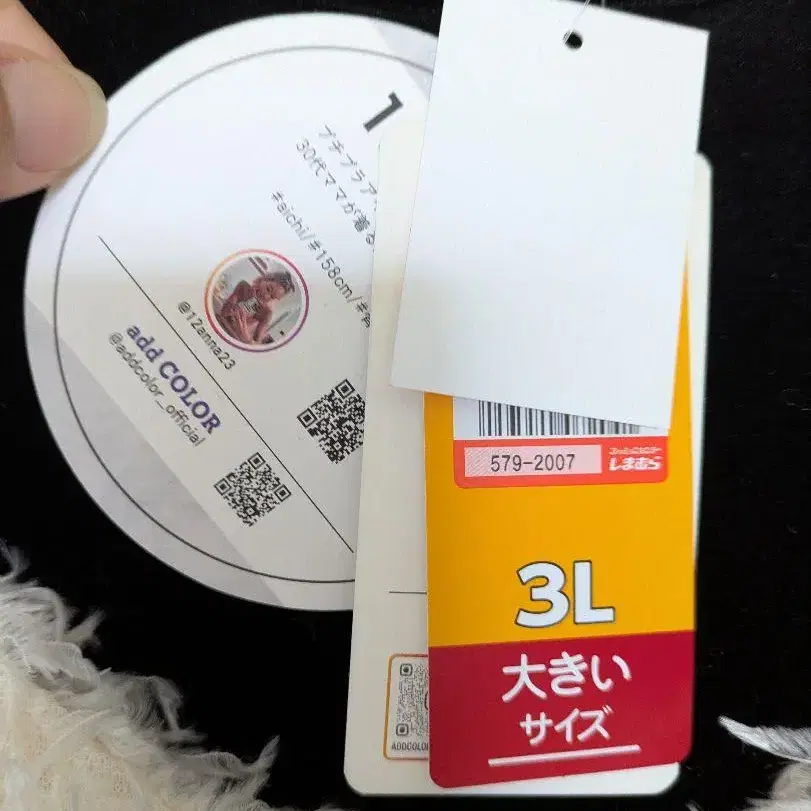 1
プチプラア
30代ママが着る
#aichi/#158cm/#
@12anna23
add COLOR
@addcolor_official
579-2007
しまむら
3L
大きい
サイズ
ADDCOLO